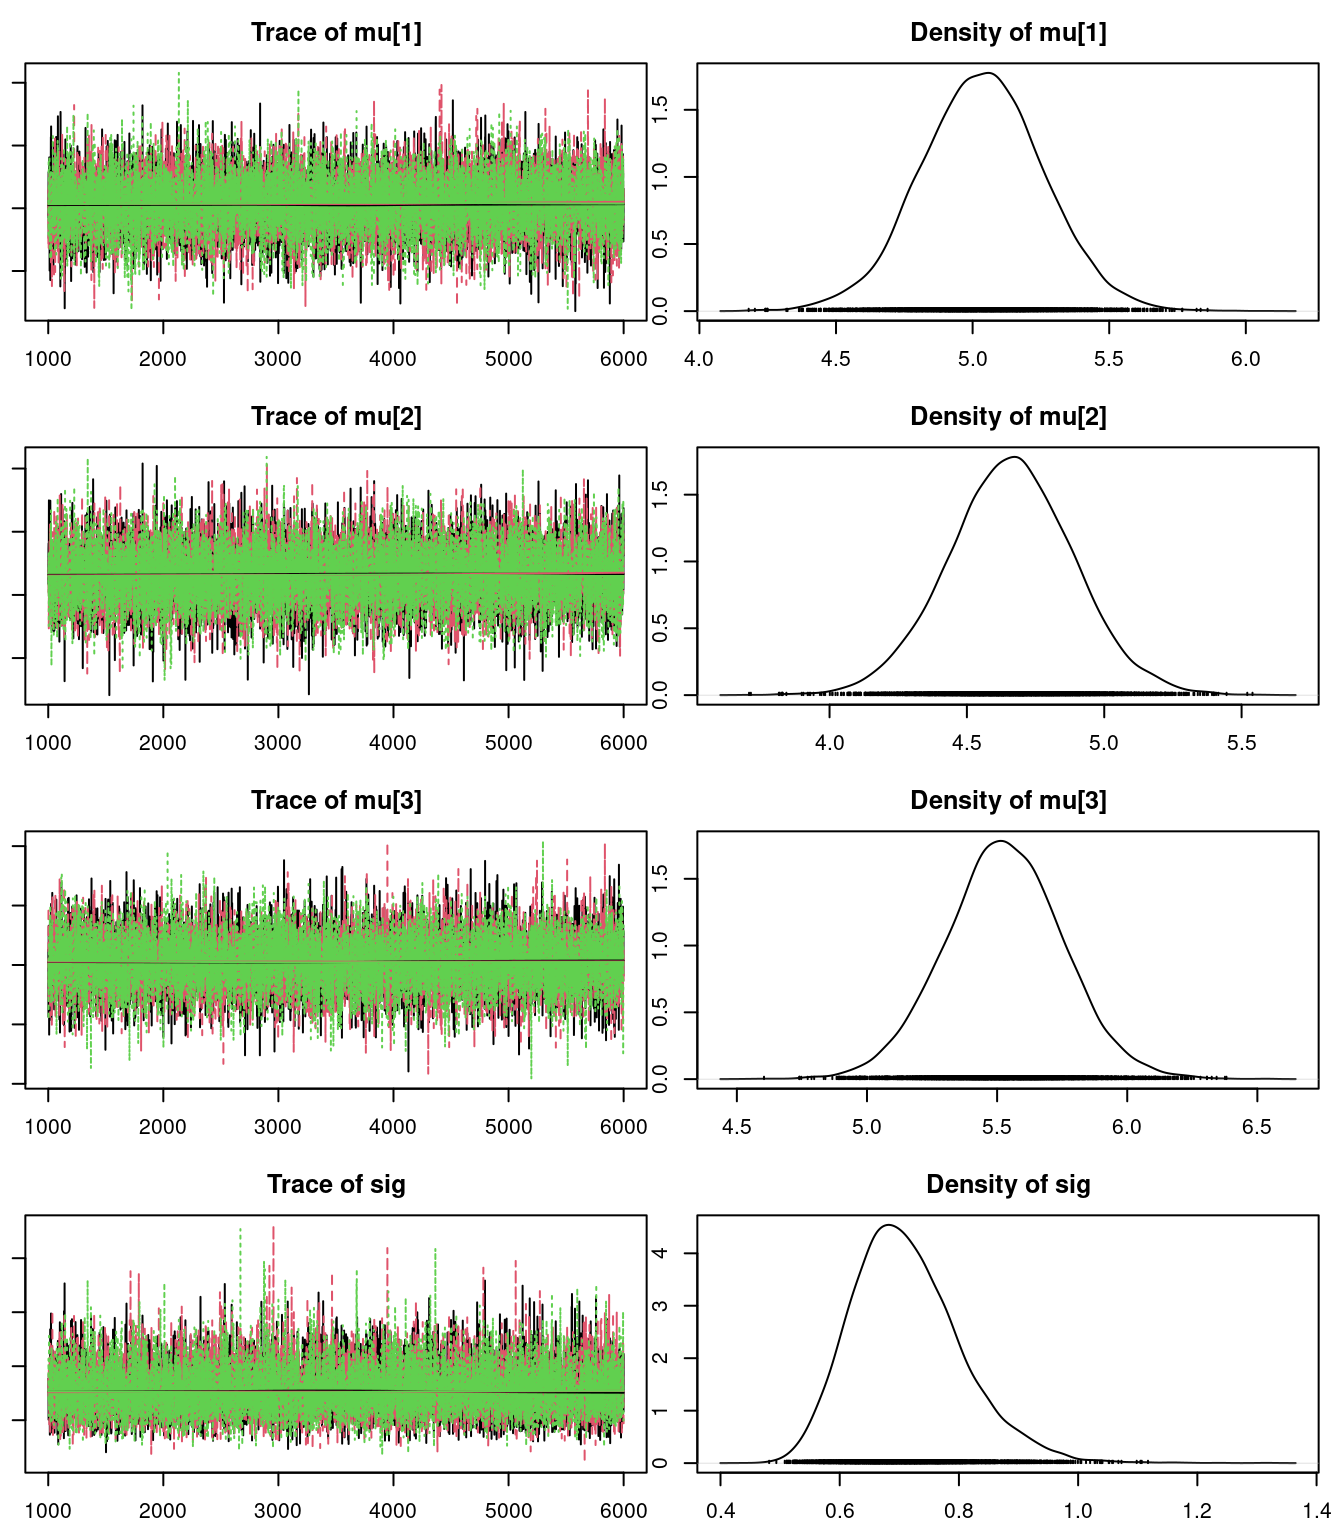 Trace of mu[1]
1000 2000 3000 4000 5000 6000
Density of mu[1]
0.0 0.5 1.0 1.5
4.0 4.5 5.0 5.5 6.0
Trace of mu[2]
1000 2000 3000 4000 5000 6000
Density of mu[2]
0.0 0.5 1.0 1.5
4.0 4.5 5.0 5.5
Trace of mu[3]
1000 2000 3000 4000 5000 6000
Density of mu[3]
0.0 0.5 1.0 1.5
4.5 5.0 5.5 6.0 6.5
Trace of sig
1000 2000 3000 4000 5000 6000
Density of sig
0 1 2 3 4
0.4 0.6 0.8 1.0 1.2 1.4